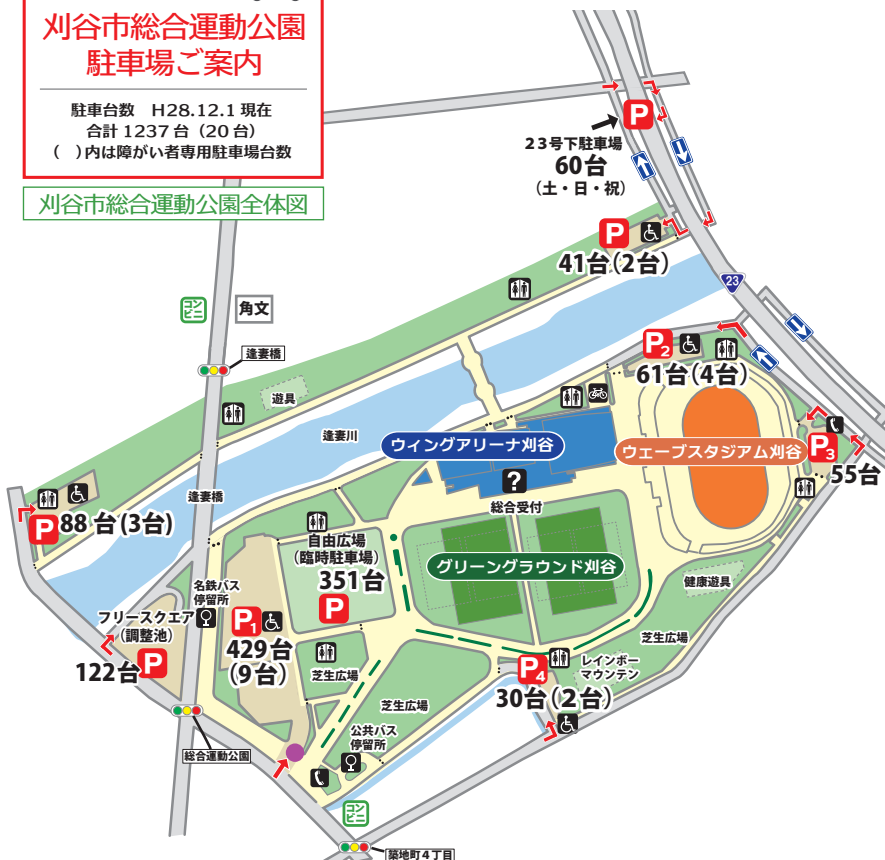 刈谷市総合運動公園
駐車場ご案内
駐車台数 H28.12.1 現在
合計 1237 台（20 台）
（ ）内は障がい者専用駐車場台数
刈谷市総合運動公園全体図
P
23号下駐車場
60台
（土・日・祝）
P
41台(2台)
23
コンビニ
角文
逢妻橋
P2
61台(4台)
遊具
逢妻川
ウィングアリーナ刈谷
ウェーブスタジアム刈谷
P3
55台
?
総合受付
逢妻橋
P
88台(3台)
自由広場
（臨時駐車場）
351台
P
グリーングラウンド刈谷
健康遊具
名鉄バス
停留所
フリースクエア
（調整池）
122台
P
P1
429台
(9台)
芝生広場
芝生広場
レインボー
マウンテン
P4
30台(2台)
芝生広場
公共バス
停留所
総合運動公園
コンビニ
築地町4丁目